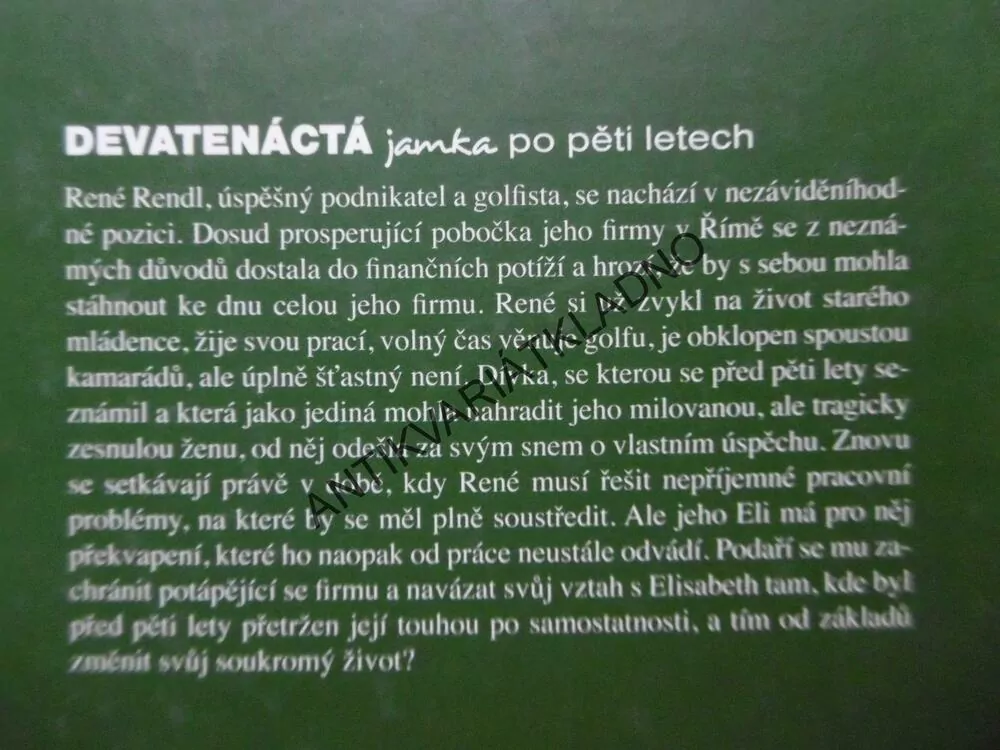 DEVATENÁCTÁ jamka po pěti letech
René Rendl, úspěšný podnikatel a golfista, se nachází v nezáviděníhod-
né pozici. Dosud prosperující pobočka jeho firmy v Římě se z nezná-
mých důvodů dostala do finančních potíží a hrozí, že by s sebou mohla
stáhnout ke dnu celou jeho firmu. René si už zvykl na život starého
mládence, žije svou prací, volný čas věnuje golfu, je obklopen spoustou
kamarádů, ale úplně šťastný není. Dívka, se kterou se před pěti lety se-
známil a která jako jediná mohla nahradit jeho milovanou, ale tragicky
zesnulou ženu, od něj odešla za svým snem o vlastním úspěchu. Znovu
se setkávají právě v době, kdy René musí řešit nepříjemné pracovní
problémy, na které by se měl plně soustředit. Ale jeho Eli má pro něj
překvapení, které ho naopak od práce neustále odvádí. Podaří se mu za-
chránit potápějící se firmu a navázat svůj vztah s Elisabeth tam, kde byl
před pěti lety přetržen její touhou po samostatnosti, a tím od základů
změnit svůj soukromý život?
ANTIKVARIÁTKLADNO